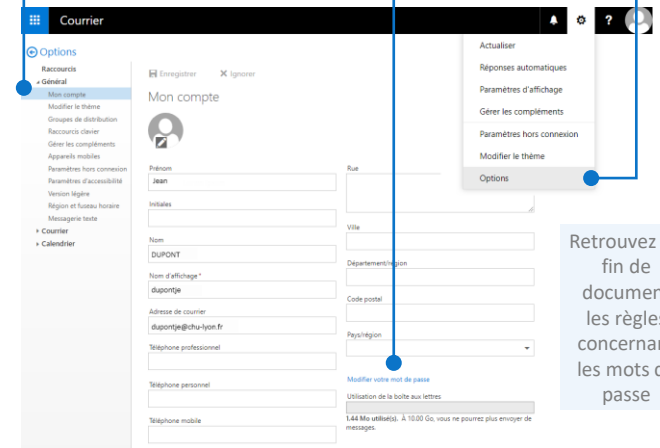 Courrier
?
Options
Raccourcis
Général
Mon compte
Modifier le thème
Groupes de distribution
Raccourcis clavier
Gérer les compléments
Appareils mobiles
Paramètres hors connexion
Paramètres d'accessibilité
Version légère
Région et fuseau horaire
Messagerie texte
Courrier
Calendrier
Enregistrer
Ignorer
Mon compte
Prénom
Jean
Initiales
Nom
DUPONT
Nom d'affichage *
dupontje
Adresse de courrier
dupontje@chu-lyon.fr
Téléphone professionnel
Téléphone personnel
Téléphone mobile
Rue
Ville
Département/région
Code postal
Pays/région
Modifier votre mot de passe
Utilisation de la boîte aux lettres
1.44 Mo utilisé(s). À 10.00 Go, vous ne pourrez plus envoyer de
messages.
Actualiser
Réponses automatiques
Paramètres d'affichage
Gérer les compléments
Paramètres hors connexion
Modifier le thème
Options
Retrouvez
fin de
documen
les règles
concernan
les mots d
passe